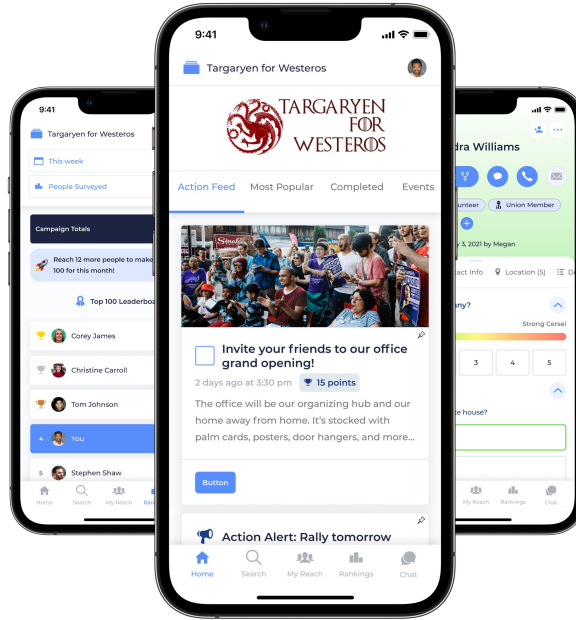 9:41
Targaryen for Westeros
This week
People Surveyed
Campaign Totals
Reach 12 more people to make
100 for this month!
Top 100 Leaderboa
Corey James
Christine Carroll
Tom Johnson
4 You
5 Stephen Shaw
Home Search My Reach Ran
9:41
Targaryen for Westeros
TARGARYEN
FOR
WESTEROS
Action Feed Most Popular Completed Events
Invite your friends to our office
grand opening!
2 days ago at 3:30 pm 15 points
The office will be our organizing hub and our
home away from home. It's stocked with
palm cards, posters, door hangers, and more...
Button
Action Alert: Rally tomorrow
Home Search My Reach Rankings Chat
dra Williams
unteer Union Member
y 3, 2021 by Megan
act Info Location (5) De
ny?
Strong Cersei
3 4 5
te house?
My Reach Rankings Chat